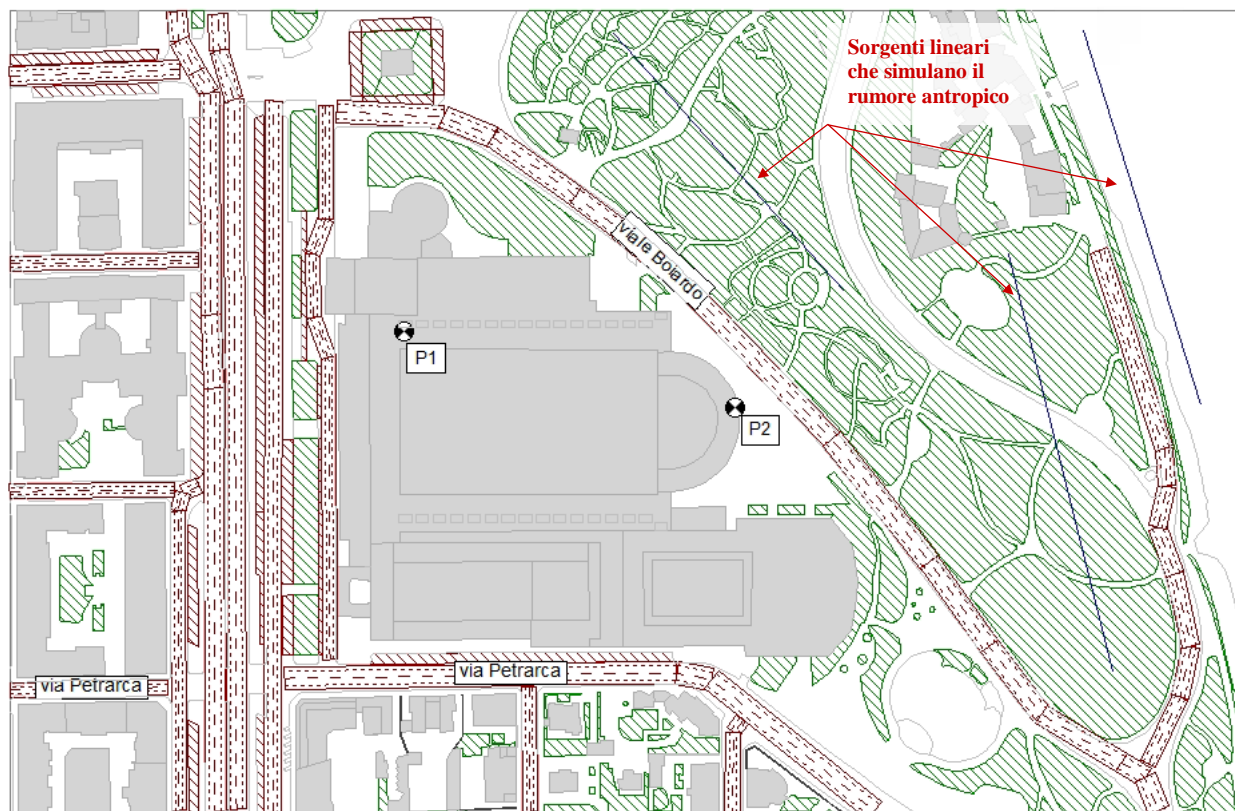 Sorgenti lineari
che simulano il
rumore antropico
viale Boiardo
P1
P2
via Petrarca
via Petrarca